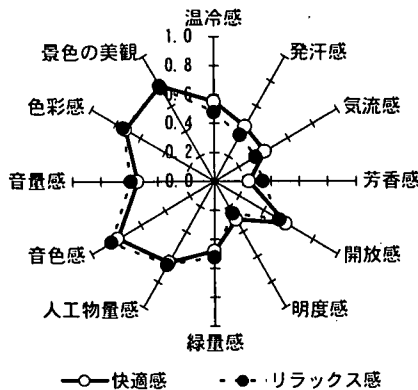 温冷感
発汗感
気流感
芳香感
開放感
明度感
緑量感
人工物量感
音色感
音量感
色彩感
景色の美観
1.0
0.8
0.6
0.4
0.2
0.0
快適感
リラックス感